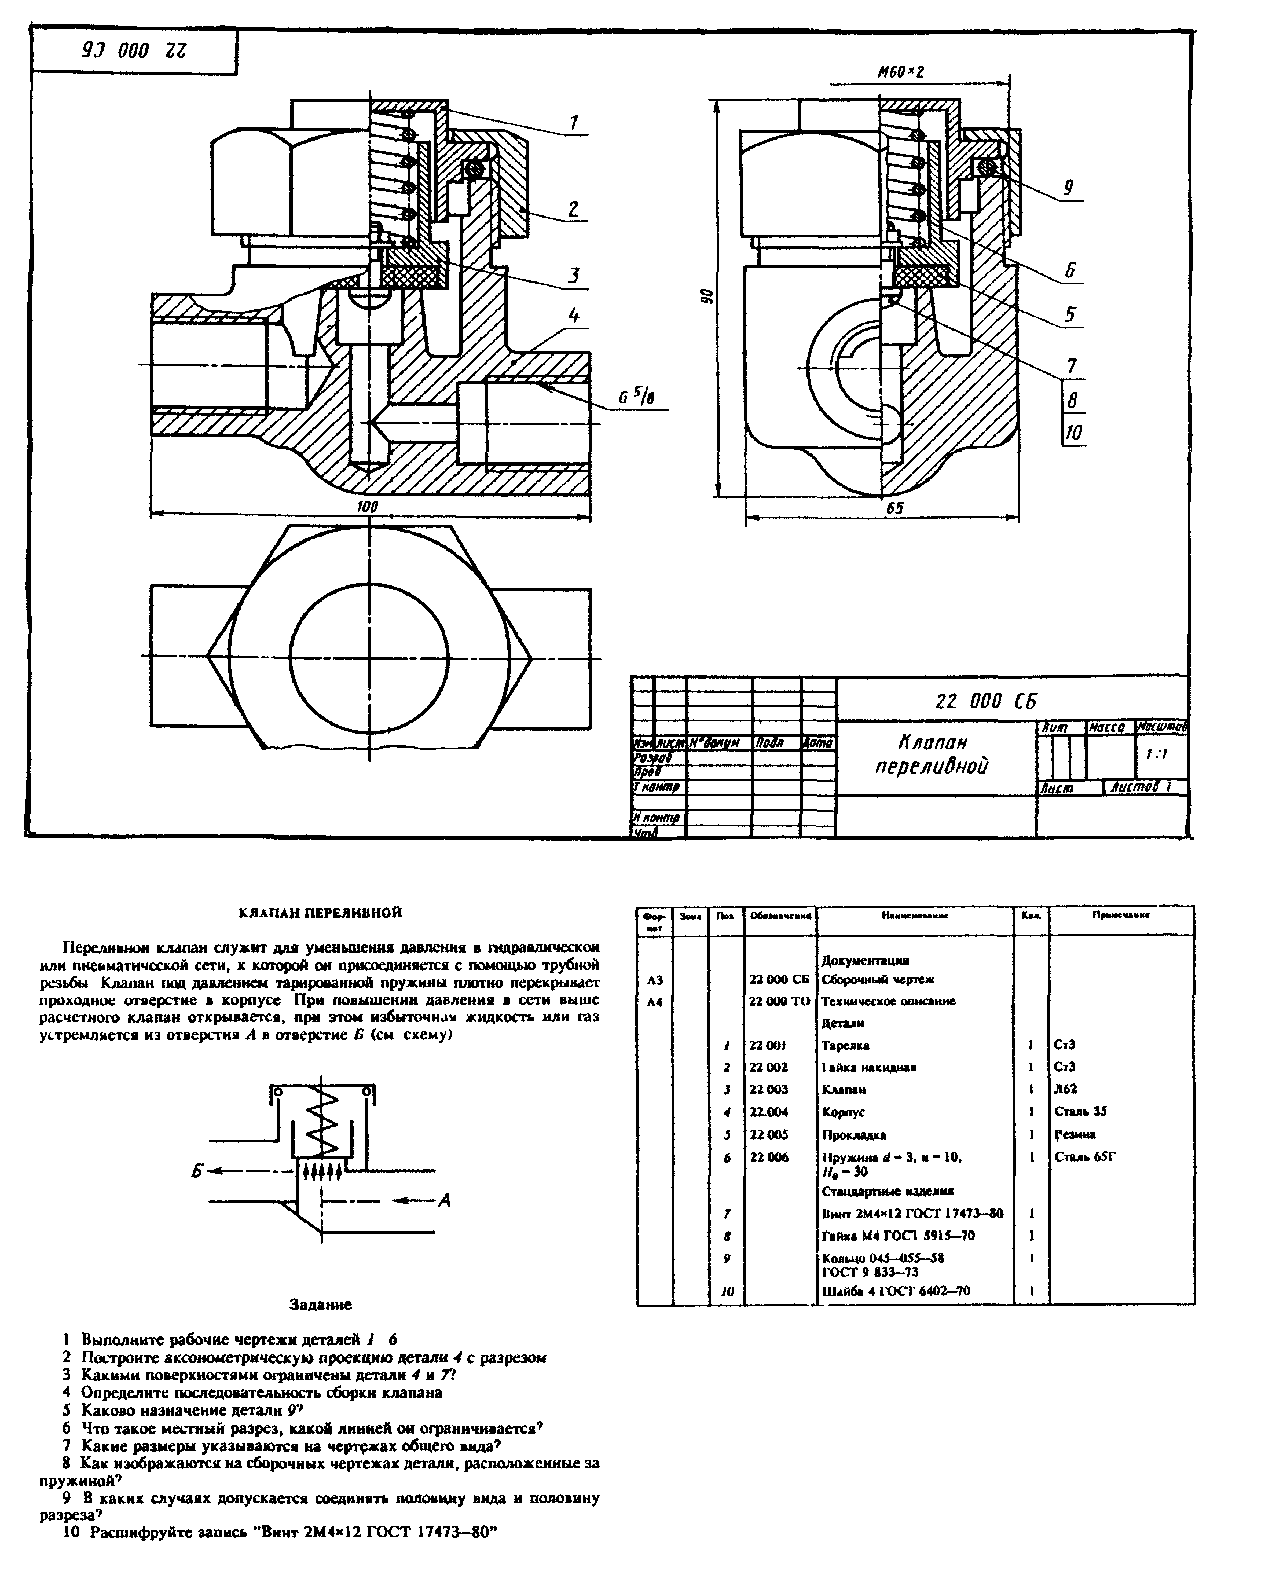 22 000 СБ
М60×2
1
2
3
4
G 5/8
100
90
65
9
6
5
7
8
10
22 000 СБ
Клапан
переливной
Лит Масса Масштаб
1:1
Лист Листов 1
Изм Лист №докум Подп Дата
Разраб
Пров
Т контр
Н контр
Утв
КЛАПАН ПЕРЕЛИВНОЙ
Переливной клапан служит для уменьшения давления в гидравлической
или пневматической сети, к которой он присоединяется с помощью трубной
резьбы Клапан под давлением тарированной пружины плотно перекрывает
проходное отверстие в корпусе При повышении давления в сети выше
расчетного клапан открывается, при этом избыточная жидкость или газ
устремляется из отверстия А в отверстие Б (см схему)
Б
А
Задание
1 Выполните рабочие чертежи деталей 1 6
2 Постройте аксонометрическую проекцию детали 4 с разрезом
3 Какими поверхностями ограничены детали 4 и 7?
4 Определите последовательность сборки клапана
5 Каково назначение детали 9?
6 Что такое местный разрез, какой линией он ограничивается?
7 Какие размеры указываются на чертежах общего вида?
8 Как изображаются на сборочных чертежах детали, расположенные за
пружиной?
9 В каких случаях допускается соединять половину вида и половину
разреза?
10 Расшифруйте запись "Винт 2М4×12 ГОСТ 17473—80"
Фор-
мат Зона Поз. Обозначение Наименование Кол. Примечание
Документация
А3 22 000 СБ Сборочный чертеж
А4 22 000 ТО Техническое описание
Детали
1 22 001 Тарелка 1 Ст3
2 22 002 Гайка накидная 1 Ст3
3 22 003 Клапан 1 Л62
4 22.004 Корпус 1 Сталь 35
5 22 005 Прокладка 1 Резина
6 22 006 Пружина d = 3, n = 10, 1 Сталь 65Г
H₀ = 30
Стандартные изделия
7 Винт 2М4×12 ГОСТ 17473—80 1
8 Гайка М4 ГОСТ 5915—70 1
9 Кольцо 045—055—58 1
ГОСТ 9 833—73
10 Шайба 4 ГОСТ 6402—70 1